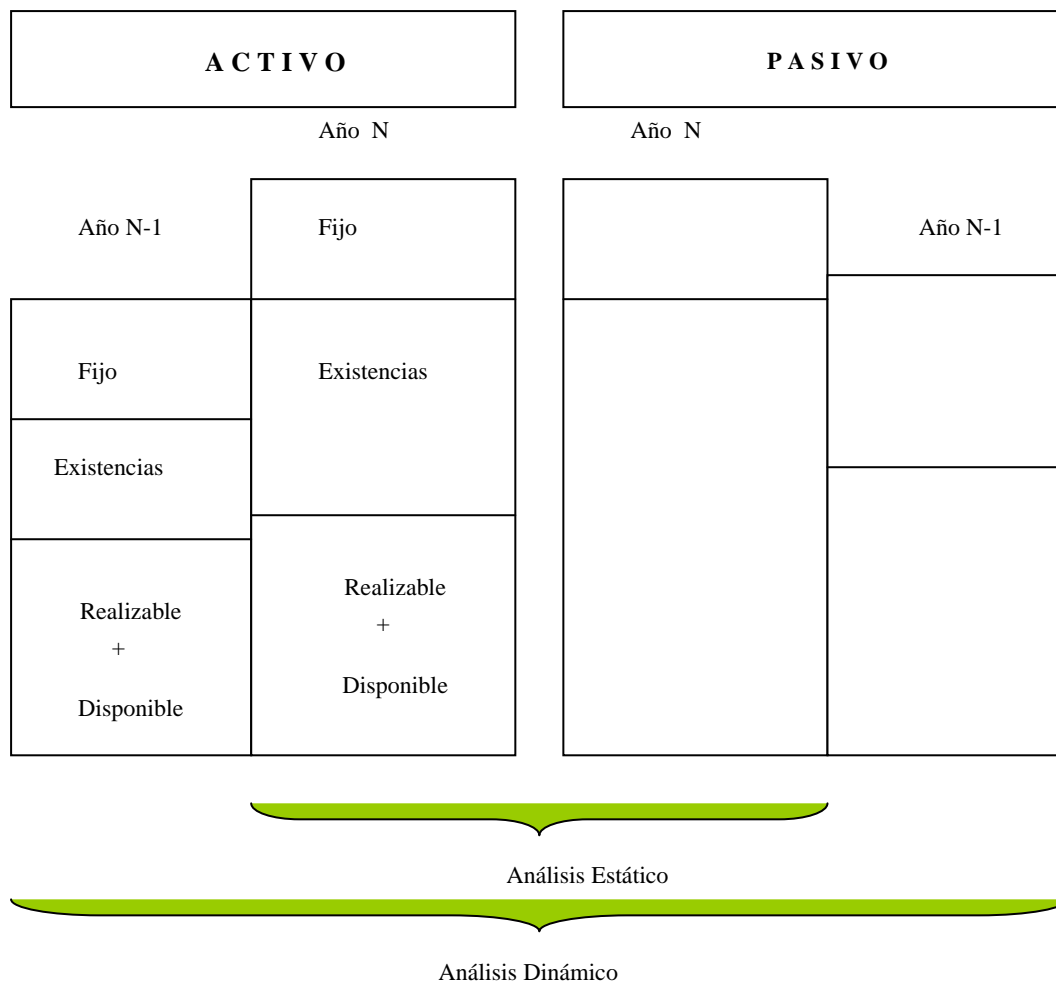 A C T I V O
P A S I V O
Año N
Año N
Año N-1
Fijo
Año N-1
Fijo
Existencias
Existencias
Realizable
+
Disponible
Realizable
+
Disponible
Análisis Estático
Análisis Dinámico